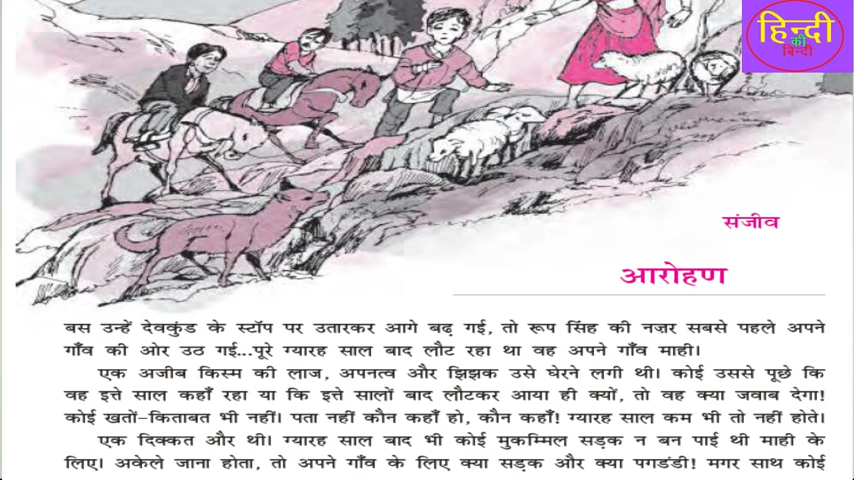 हिन्दी
की
बिन्दी
संजीव
आरोहण
बस उन्हें देवकुंड के स्टॉप पर उतारकर आगे बढ़ गई, तो रूप सिंह की नज़र सबसे पहले अपने
गाँव की ओर उठ गई...पूरे ग्यारह साल बाद लौट रहा था वह अपने गाँव माही।
एक अजीब किस्म की लाज, अपनत्व और झिझक उसे घेरने लगी थी। कोई उससे पूछे कि
वह इत्ते साल कहाँ रहा या कि इत्ते सालों बाद लौटकर आया ही क्यों, तो वह क्या जवाब देगा!
कोई खतों-किताबत भी नहीं। पता नहीं कौन कहाँ हो, कौन कहाँ! ग्यारह साल कम भी तो नहीं होते।
एक दिक्कत और थी। ग्यारह साल बाद भी कोई मुकम्मिल सड़क न बन पाई थी माही के
लिए। अकेले जाना होता, तो अपने गाँव के लिए क्या सड़क और क्या पगडंडी! मगर साथ कोई